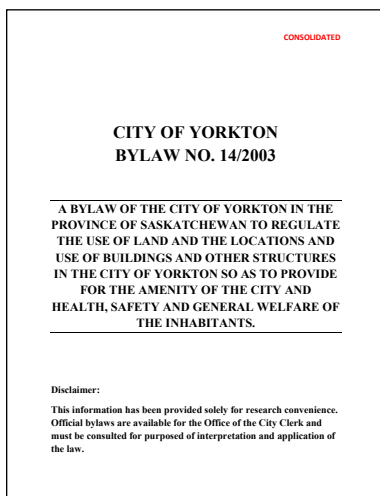 CONSOLIDATED
CITY OF YORKTON
BYLAW NO. 14/2003
A BYLAW OF THE CITY OF YORKTON IN THE
PROVINCE OF SASKATCHEWAN TO REGULATE
THE USE OF LAND AND THE LOCATIONS AND
USE OF BUILDINGS AND OTHER STRUCTURES
IN THE CITY OF YORKTON SO AS TO PROVIDE
FOR THE AMENITY OF THE CITY AND
HEALTH, SAFETY AND GENERAL WELFARE OF
THE INHABITANTS.
Disclaimer:
This information has been provided solely for research convenience.
Official bylaws are available for the Office of the City Clerk and
must be consulted for purposed of interpretation and application of
the law.